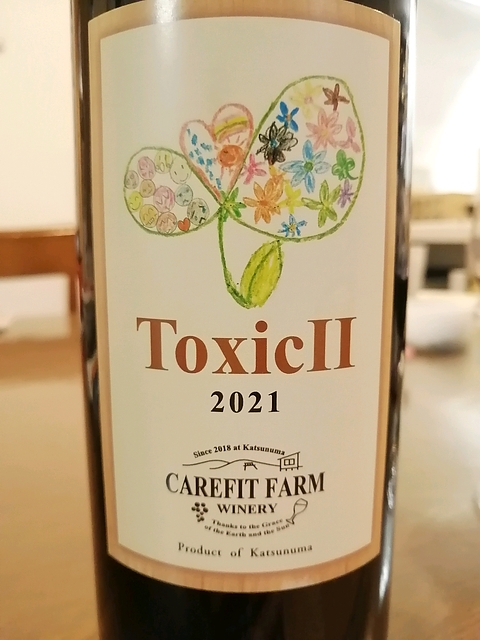 ToxicII
2021
Since 2018 at Katsunuma
CAREFIT FARM
WINERY
Thanks to the Grace
of the Earth and the Sun
Product of Katsunuma